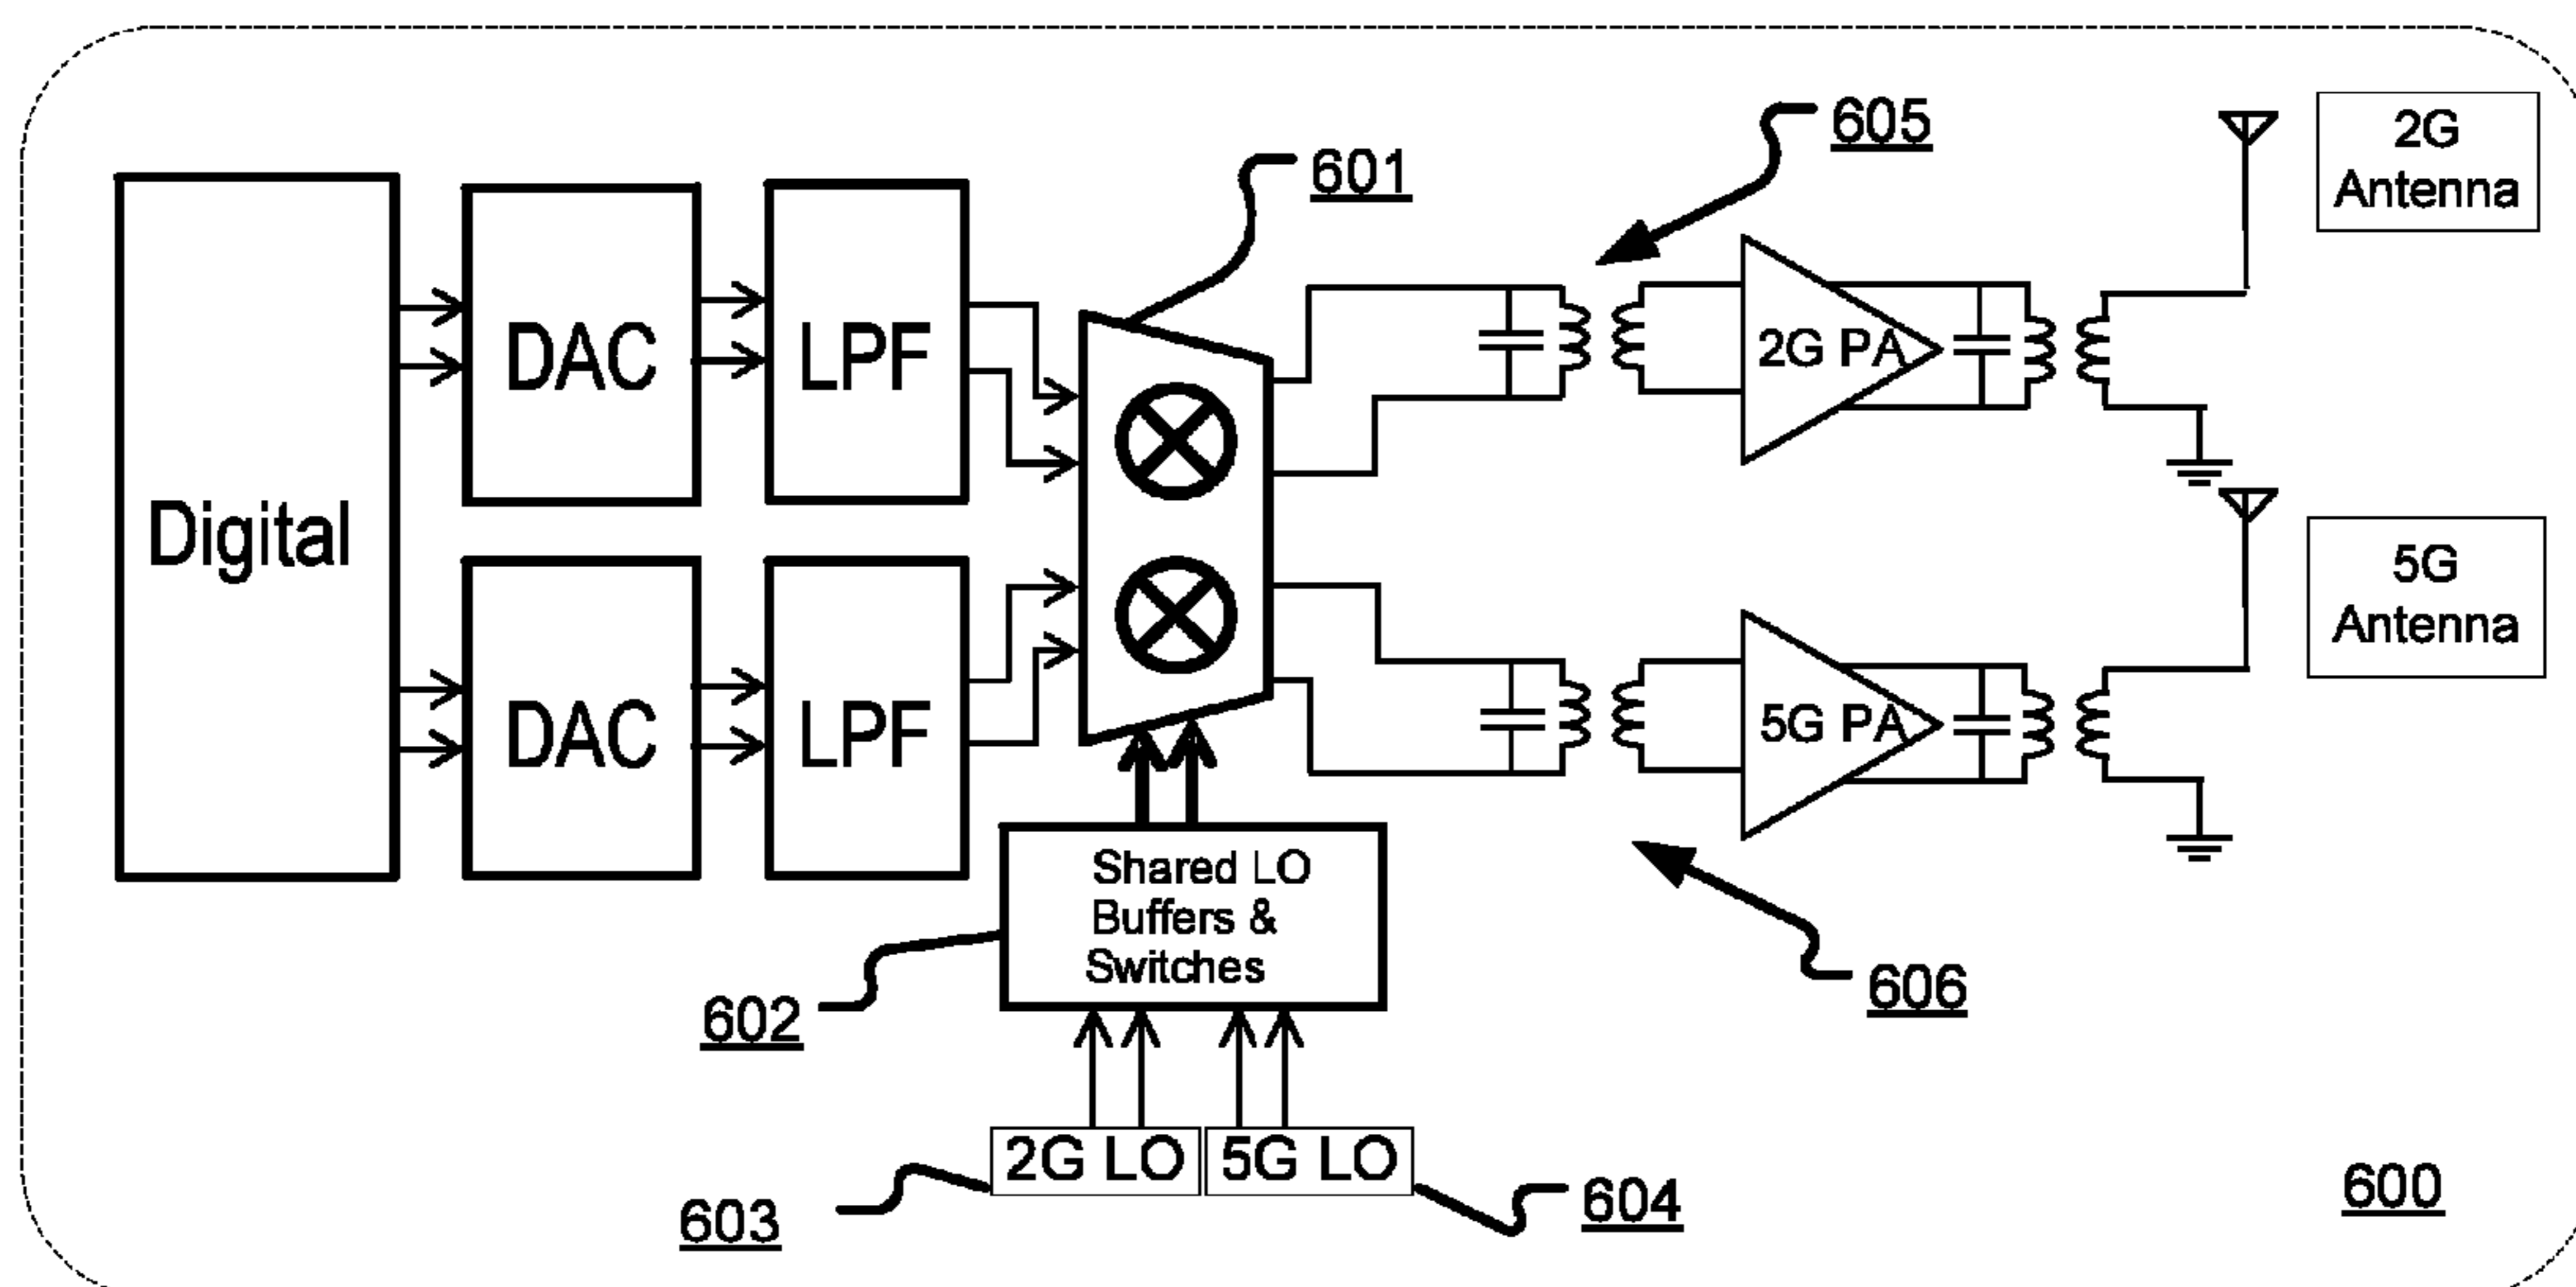 605
2G
Antenna
601
DAC
LPF
2G PA
Digital
5G
Antenna
DAC
LPF
5G PA
Shared LO
Buffers &
Switches
602
606
2G LO
5G LO
603
604
600